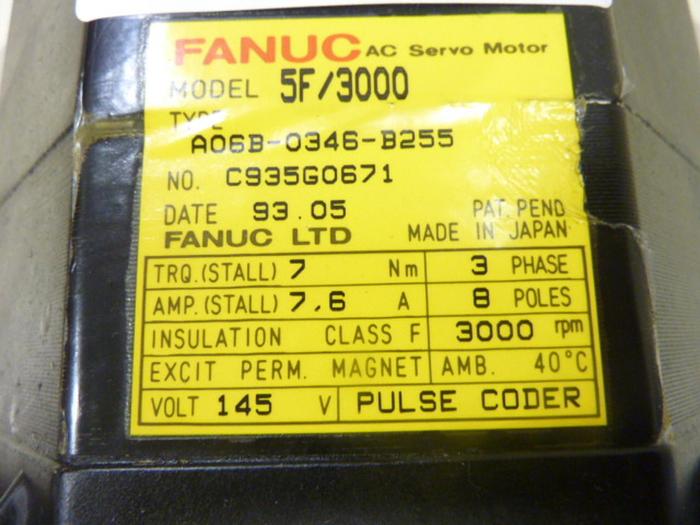 FANUC AC Servo Motor
MODEL 5F/3000
TYPE
A06B-0346-B255
NO. C935G0671
DATE 93.05 PAT. PEND
FANUC LTD MADE IN JAPAN
TRQ.(STALL) 7 Nm 3 PHASE
AMP.(STALL) 7.6 A 8 POLES
INSULATION CLASS F 3000 rpm
EXCIT PERM. MAGNET AMB. 40°C
VOLT 145 V PULSE CODER